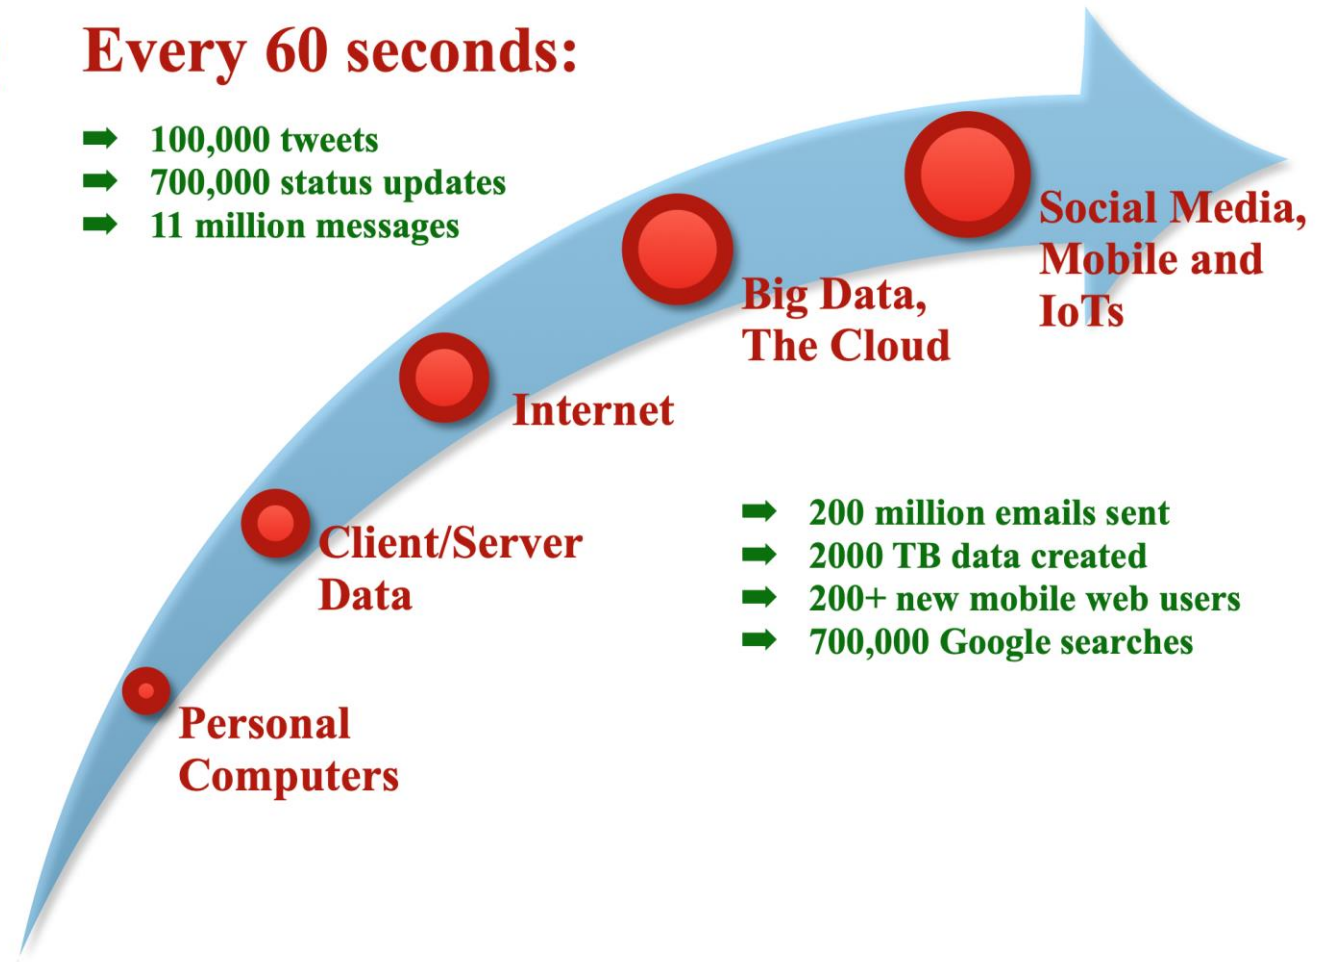 Every 60 seconds:
➡ 100,000 tweets
➡ 700,000 status updates
➡ 11 million messages
Social Media,
Mobile and
IoTs
Big Data,
The Cloud
Internet
Client/Server
Data
Personal
Computers
➡ 200 million emails sent
➡ 2000 TB data created
➡ 200+ new mobile web users
➡ 700,000 Google searches